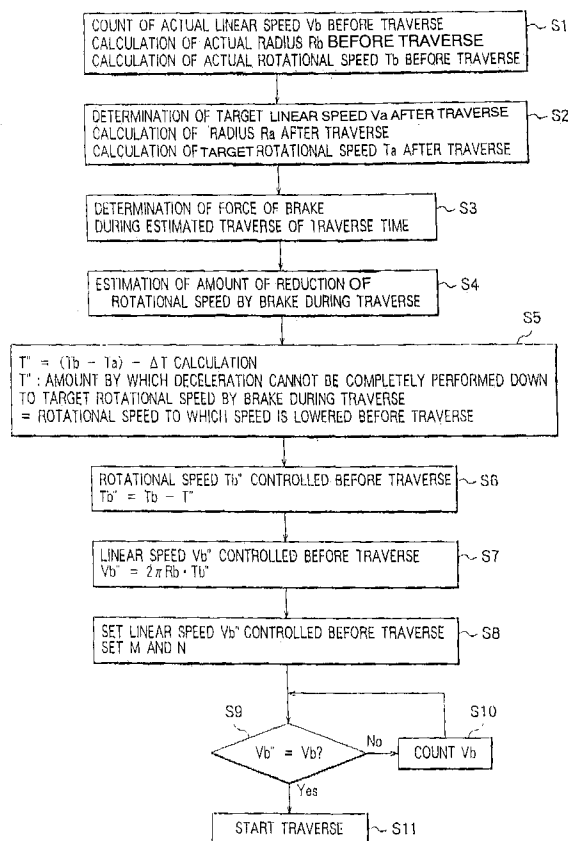 COUNT OF ACTUAL LINEAR SPEED Vb BEFORE TRAVERSE
CALCULATION OF ACTUAL RADIUS Rb BEFORE TRAVERSE
CALCULATION OF ACTUAL ROTATIONAL SPEED Tb BEFORE TRAVERSE
S1
DETERMINATION OF TARGET LINEAR SPEED Va AFTER TRAVERSE
CALCULATION OF RADIUS Ra AFTER TRAVERSE
CALCULATION OF TARGET ROTATIONAL SPEED Ta AFTER TRAVERSE
S2
DETERMINATION OF FORCE OF BRAKE
DURING ESTIMATED TRAVERSE OF TRAVERSE TIME
S3
ESTIMATION OF AMOUNT OF REDUCTION OF
ROTATIONAL SPEED BY BRAKE DURING TRAVERSE
S4
S5
T" = (Tb - Ta) - ΔT CALCULATION
T" : AMOUNT BY WHICH DECELERATION CANNOT BE COMPLETELY PERFORMED DOWN
TO TARGET ROTATIONAL SPEED BY BRAKE DURING TRAVERSE
= ROTATIONAL SPEED TO WHICH SPEED IS LOWERED BEFORE TRAVERSE
ROTATIONAL SPEED Tb" CONTROLLED BEFORE TRAVERSE
Tb" = Tb - T"
S6
LINEAR SPEED Vb" CONTROLLED BEFORE TRAVERSE
Vb" = 2πRb · Tb"
S7
SET LINEAR SPEED Vb" CONTROLLED BEFORE TRAVERSE
SET M AND N
S8
S9
Vb" = Vb?
No
S10
COUNT Vb
Yes
START TRAVERSE
S11